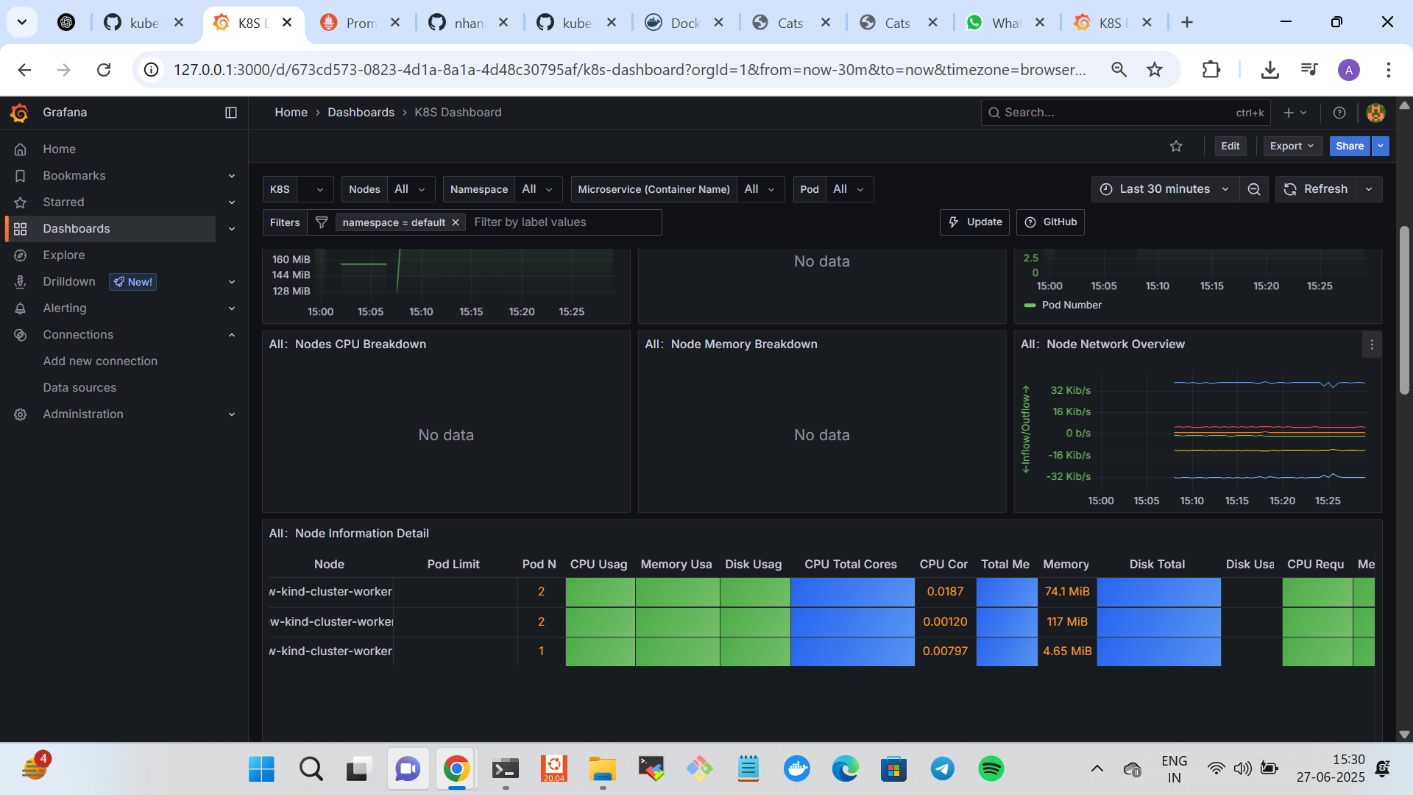 kube
K8S D
Prom
nhan
kube
Dock
Cats
Cats
What
K8S D
127.0.0.1:3000/d/673cd573-0823-4d1a-8a1a-4d48c30795af/k8s-dashboard?orgId=1&from=now-30m&to=now&timezone=browser...
A
Grafana
Home › Dashboards › K8S Dashboard
Search...
ctrl+k
Edit
Export
Share
Home
Bookmarks
Starred
Dashboards
Explore
Drilldown
New!
Alerting
Connections
Add new connection
Data sources
Administration
K8S
Nodes
All
Namespace
All
Microservice (Container Name)
All
Pod
All
Last 30 minutes
Refresh
Filters
namespace = default
Filter by label values
Update
GitHub
160 MiB
144 MiB
128 MiB
15:00 15:05 15:10 15:15 15:20 15:25
No data
2.5
0
15:00 15:05 15:10 15:15 15:20 15:25
Pod Number
All: Nodes CPU Breakdown
No data
All: Node Memory Breakdown
No data
All: Node Network Overview
←Inflow/Outflow→
32 Kib/s
16 Kib/s
0 b/s
-16 Kib/s
-32 Kib/s
15:00 15:05 15:10 15:15 15:20 15:25
All: Node Information Detail
Node Pod Limit Pod N CPU Usag Memory Usa Disk Usag CPU Total Cores CPU Cor Total Me Memory Disk Total Disk Usa CPU Requ Me
w-kind-cluster-worker 2 0.0187 74.1 MiB
w-kind-cluster-worker 2 0.00120 117 MiB
w-kind-cluster-worker 1 0.00797 4.65 MiB
4
20.04
ENG
IN
15:30
27-06-2025